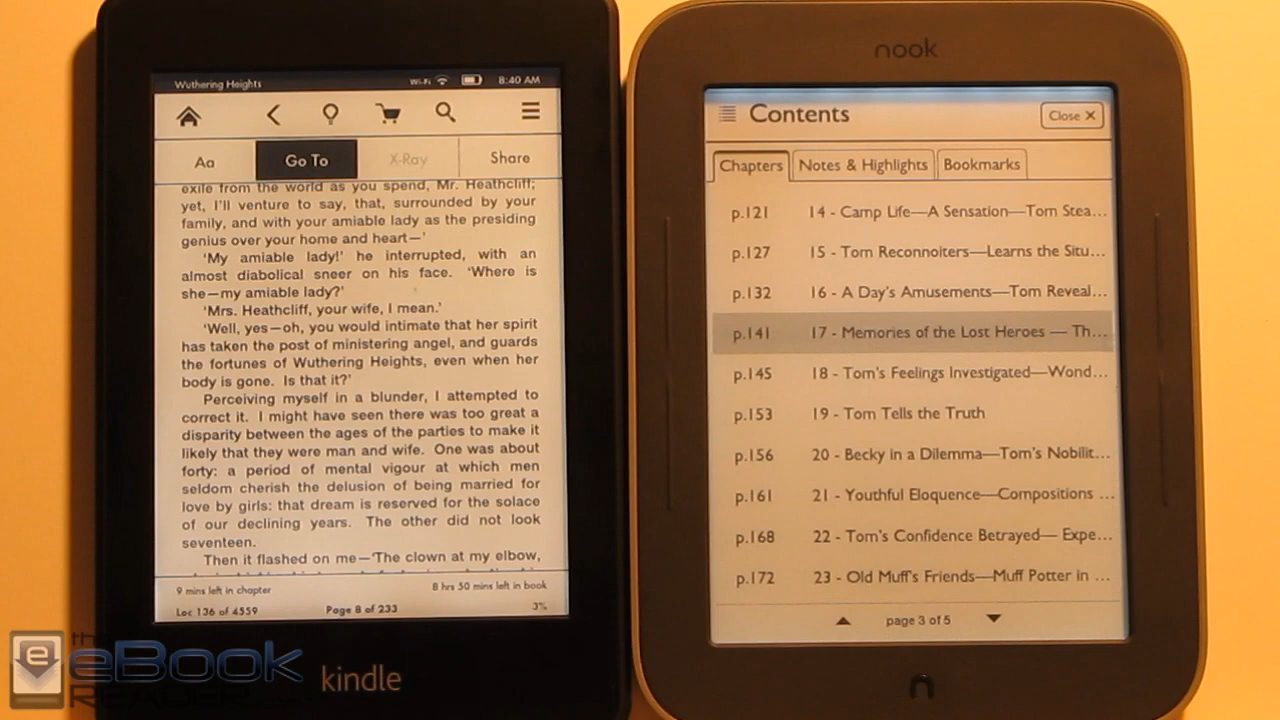 Wuthering Heights Wi-Fi 8:40 AM
Aa Go To X-Ray Share
exile from the world as you spend, Mr. Heathcliff;
yet, I'll venture to say, that, surrounded by your
family, and with your amiable lady as the presiding
genius over your home and heart—'
'My amiable lady!' he interrupted, with an
almost diabolical sneer on his face. 'Where is
she—my amiable lady?'
'Mrs. Heathcliff, your wife, I mean.'
'Well, yes—oh, you would intimate that her spirit
has taken the post of ministering angel, and guards
the fortunes of Wuthering Heights, even when her
body is gone. Is that it?'
Perceiving myself in a blunder, I attempted to
correct it. I might have seen there was too great a
disparity between the ages of the parties to make it
likely that they were man and wife. One was about
forty: a period of mental vigour at which men
seldom cherish the delusion of being married for
love by girls: that dream is reserved for the solace
of our declining years. The other did not look
seventeen.
Then it flashed on me—'The clown at my elbow,
9 mins left in chapter 8 hrs 50 mins left in book
Loc 136 of 4559 Page 8 of 233 3%
kindle
nook
Contents Close X
Chapters Notes & Highlights Bookmarks
p.121 14 - Camp Life—A Sensation—Tom Stea...
p.127 15 - Tom Reconnoiters—Learns the Situ...
p.132 16 - A Day's Amusements—Tom Reveal...
p.141 17 - Memories of the Lost Heroes — Th...
p.145 18 - Tom's Feelings Investigated—Wond...
p.153 19 - Tom Tells the Truth
p.156 20 - Becky in a Dilemma—Tom's Nobilit...
p.161 21 - Youthful Eloquence—Compositions ...
p.168 22 - Tom's Confidence Betrayed— Expe...
p.172 23 - Old Muff's Friends—Muff Potter in ...
page 3 of 5
n
e
the
eBook
READER